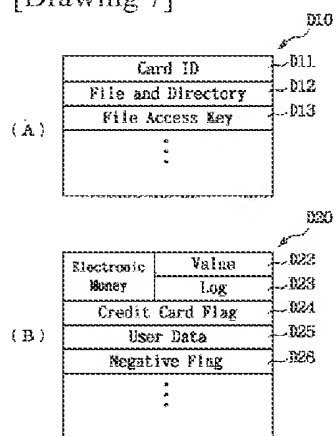 [Drawing 7]
D10
Card ID D11
File and Directory D12
File Access Key D13
(A)
D20
Electronic Money Value D22
Log D23
Credit Card Flag D24
(B)
User Data D25
Negative Flag D26